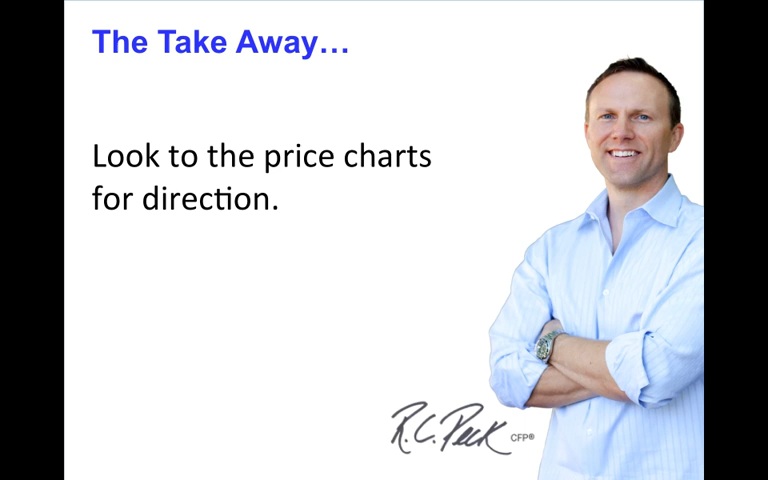 The Take Away…
Look to the price charts
for direction.
R.C. Peck CFP®